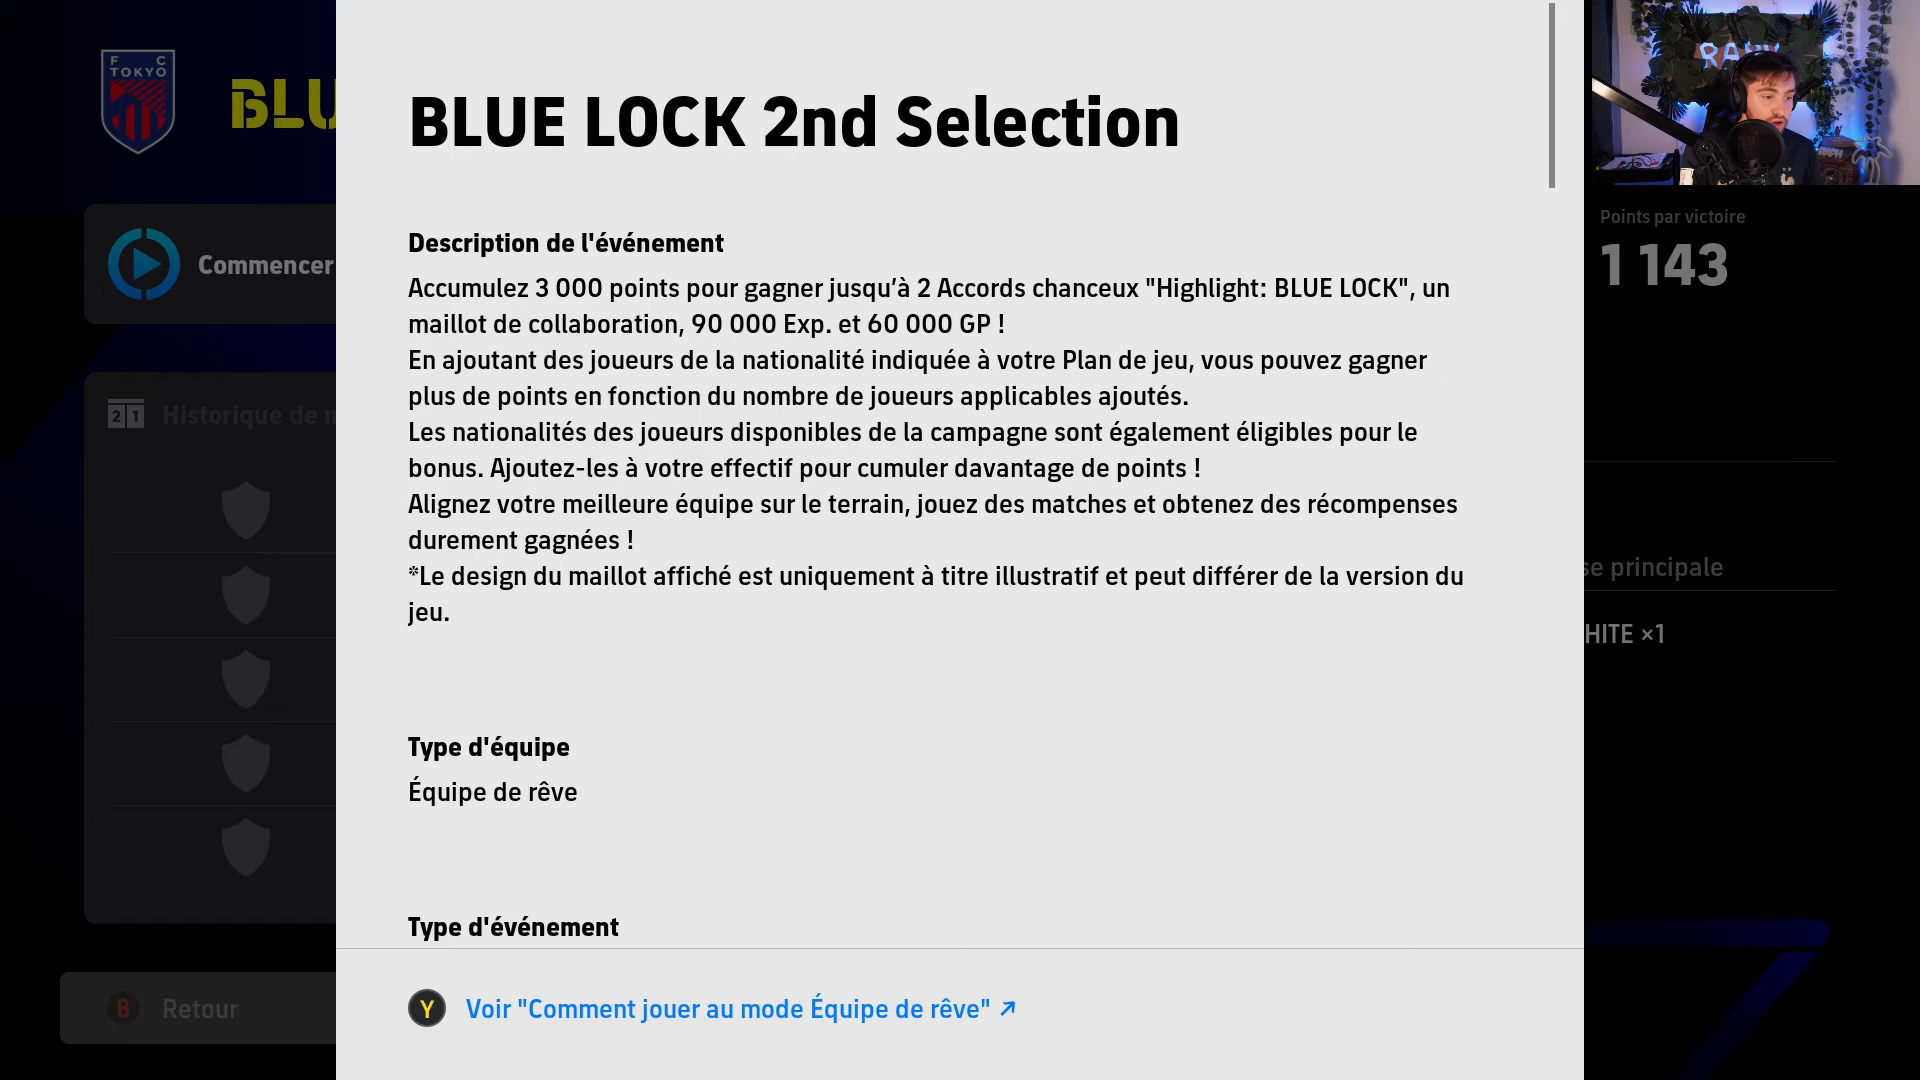 F C
TOKYO
BLU
BLUE LOCK 2nd Selection
Description de l'événement
Accumulez 3 000 points pour gagner jusqu’à 2 Accords chanceux "Highlight: BLUE LOCK", un
maillot de collaboration, 90 000 Exp. et 60 000 GP !
En ajoutant des joueurs de la nationalité indiquée à votre Plan de jeu, vous pouvez gagner
plus de points en fonction du nombre de joueurs applicables ajoutés.
Les nationalités des joueurs disponibles de la campagne sont également éligibles pour le
bonus. Ajoutez-les à votre effectif pour cumuler davantage de points !
Alignez votre meilleure équipe sur le terrain, jouez des matches et obtenez des récompenses
durement gagnées !
*Le design du maillot affiché est uniquement à titre illustratif et peut différer de la version du
jeu.
Type d'équipe
Équipe de rêve
Type d'événement
Y Voir "Comment jouer au mode Équipe de rêve" ↗
Commencer
2 1 Historique de m
B Retour
Points par victoire
1 143
se principale
HITE ×1